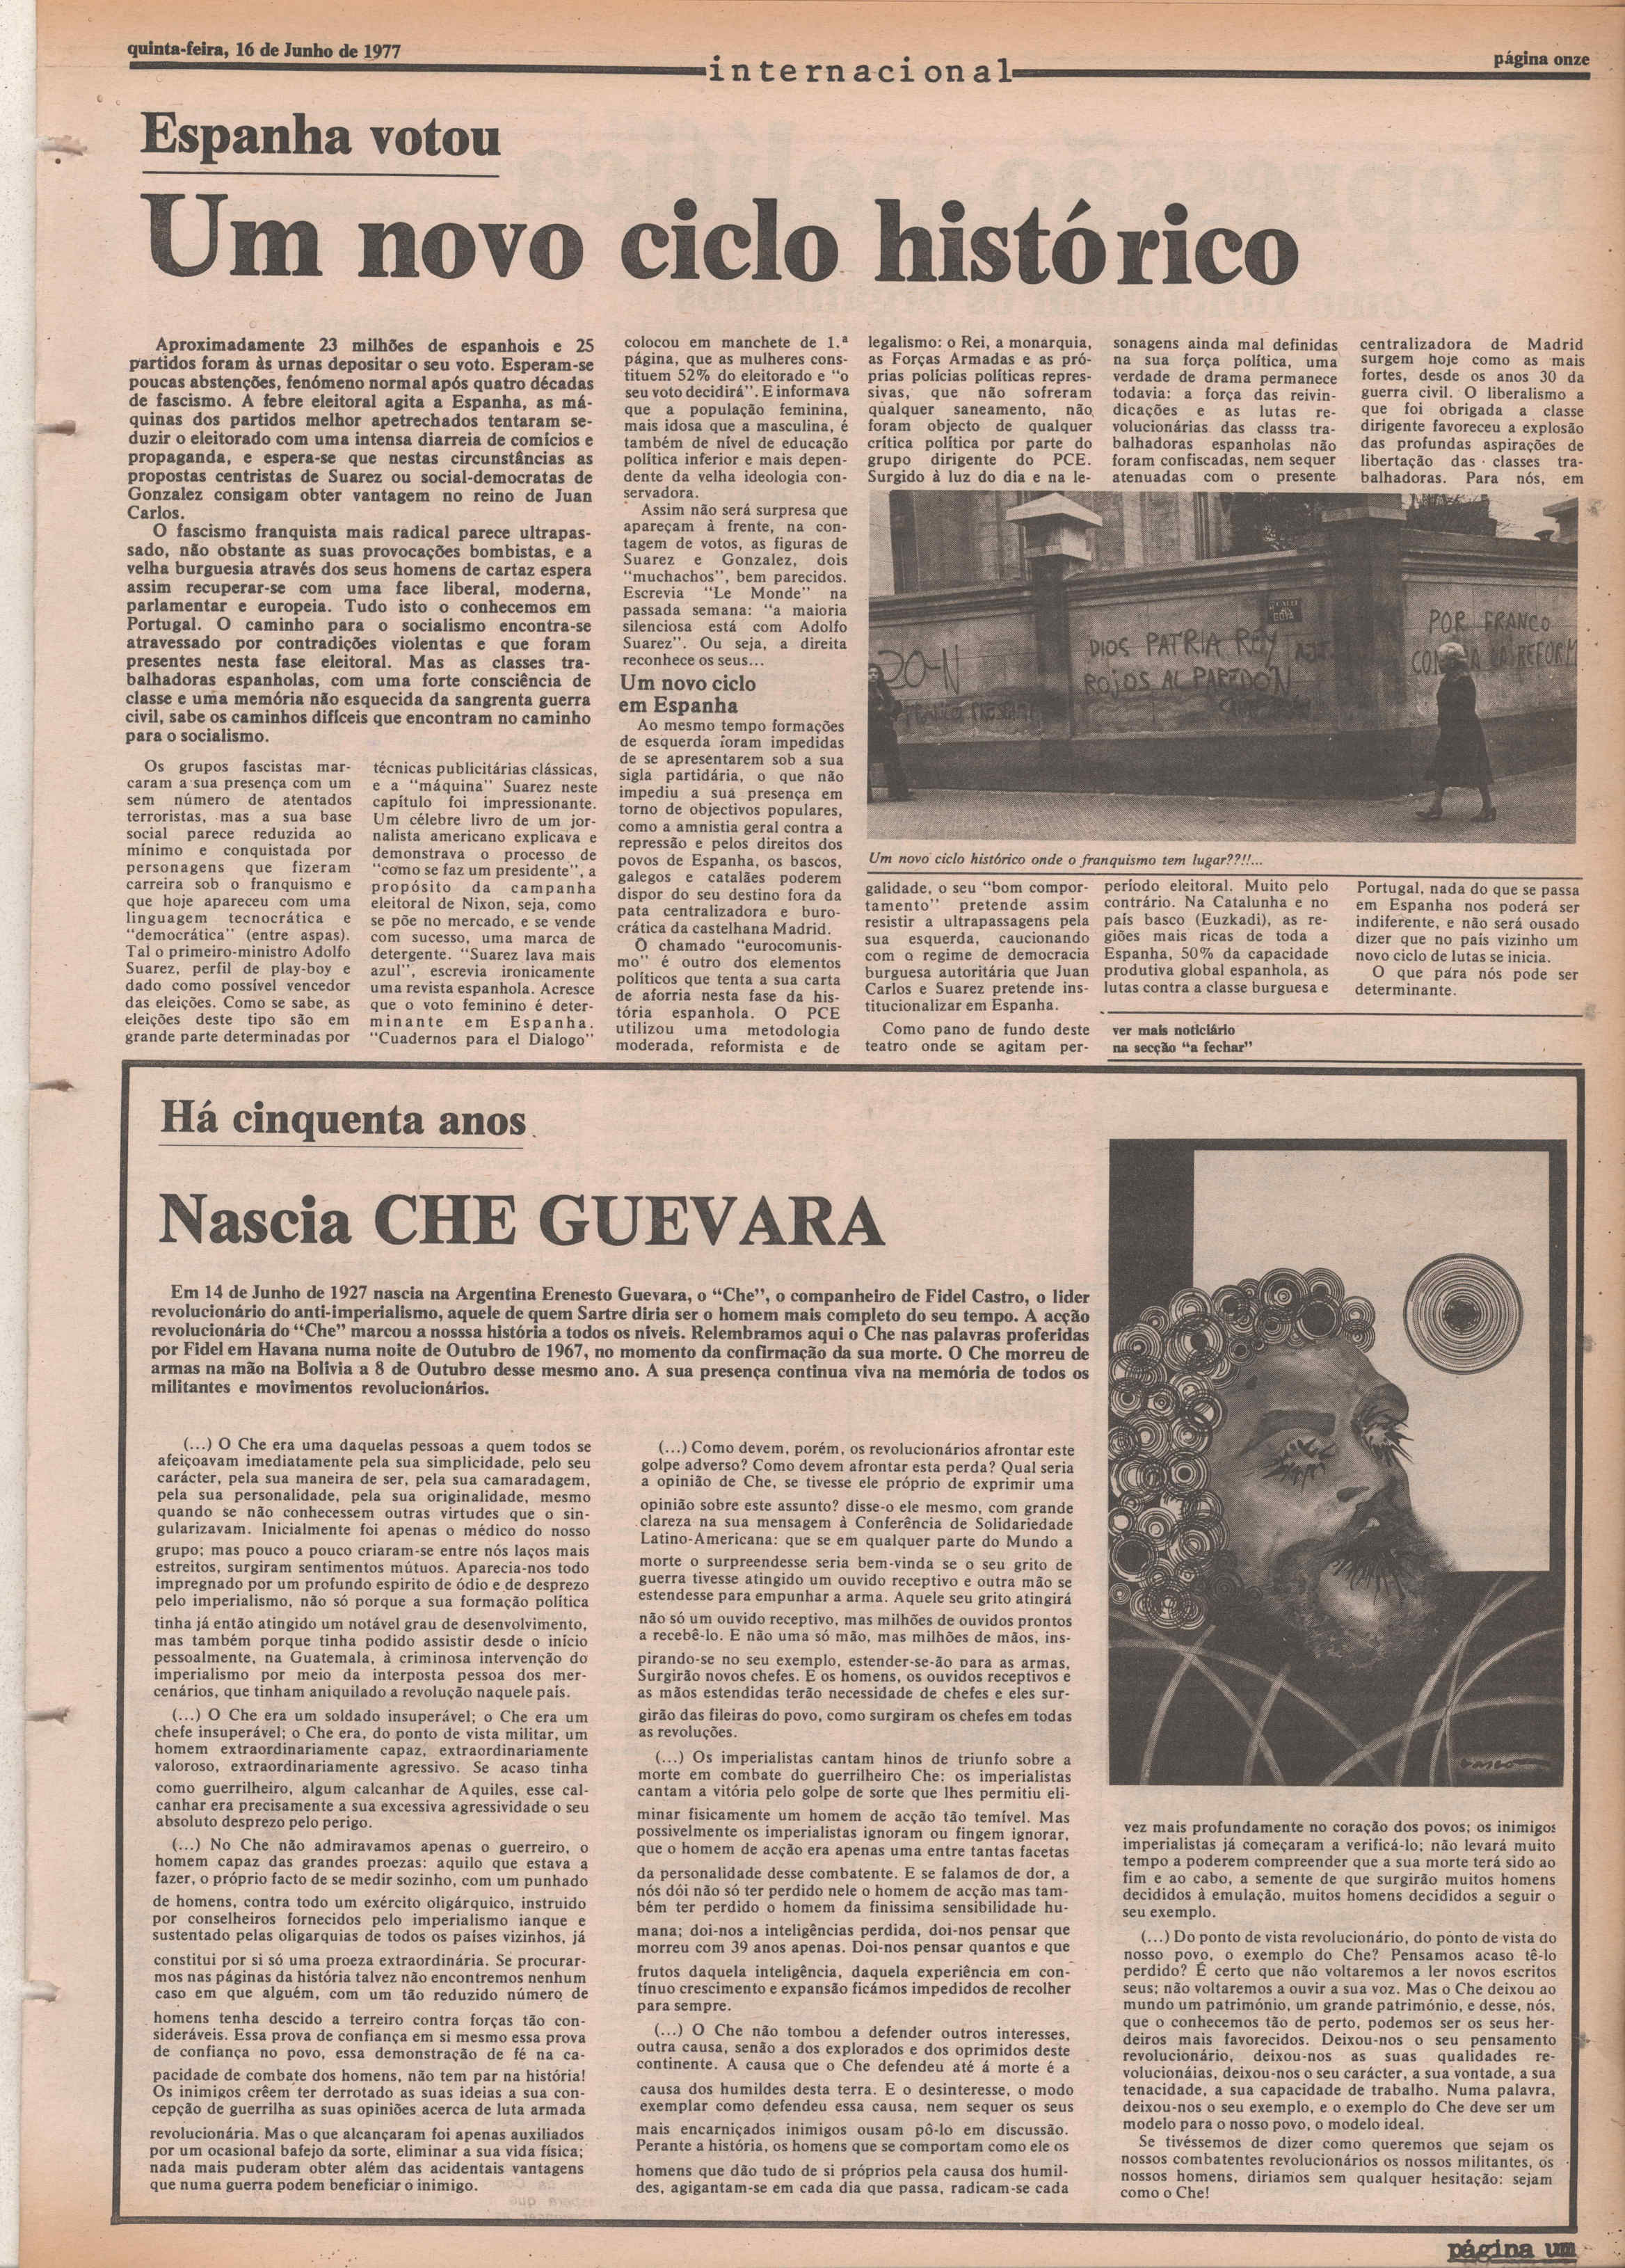 quinta-feira, 16 de Junho de 1977
internacional
página onze
Espanha votou
Um novo ciclo histórico
Aproximadamente 23 milhões de espanhois e 25
partidos foram às urnas depositar o seu voto. Esperam-se
poucas abstenções, fenómeno normal após quatro décadas
de fascismo. A febre eleitoral agita a Espanha, as má-
quinas dos partidos melhor apetrechados tentaram se-
duzir o eleitorado com uma intensa diarreia de comícios e
propaganda, e espera-se que nestas circunstâncias as
propostas centristas de Suarez ou social-democratas de
Gonzalez consigam obter vantagem no reino de Juan
Carlos.
O fascismo franquista mais radical parece ultrapas-
sado, não obstante as suas provocações bombistas, e a
velha burguesia através dos seus homens de cartaz espera
assim recuperar-se com uma face liberal, moderna,
parlamentar e europeia. Tudo isto o conhecemos em
Portugal. O caminho para o socialismo encontra-se
atravessado por contradições violentas e que foram
presentes nesta fase eleitoral. Mas as classes tra-
balhadoras espanholas, com uma forte consciência de
classe e uma memória não esquecida da sangrenta guerra
civil, sabe os caminhos difíceis que encontram no caminho
para o socialismo.
Os grupos fascistas mar-
caram a sua presença com um
sem número de atentados
terroristas, mas a sua base
social parece reduzida ao
mínimo e conquistada por
personagens que fizeram
carreira sob o franquismo e
que hoje apareceu com uma
linguagem tecnocrática e
"democrática" (entre aspas).
Tal o primeiro-ministro Adolfo
Suarez, perfil de play-boy e
dado como possível vencedor
das eleições. Como se sabe, as
eleições deste tipo são em
grande parte determinadas por
técnicas publicitárias clássicas,
e a "máquina" Suarez neste
capítulo foi impressionante.
Um célebre livro de um jor-
nalista americano explicava e
demonstrava o processo de
"como se faz um presidente", a
propósito da campanha
eleitoral de Nixon, seja, como
se põe no mercado, e se vende
com sucesso, uma marca de
detergente. "Suarez lava mais
azul", escrevia ironicamente
uma revista espanhola. Acresce
que o voto feminino é deter-
minante em Espanha.
"Cuadernos para el Dialogo"
colocou em manchete de 1.ª
página, que as mulheres cons-
tituem 52% do eleitorado e "o
seu voto decidirá". E informava
que a população feminina,
mais idosa que a masculina, é
também de nível de educação
política inferior e mais depen-
dente da velha ideologia con-
servadora.
Assim não será surpresa que
apareçam à frente, na con-
tagem de votos, as figuras de
Suarez e Gonzalez, dois
"muchachos", bem parecidos.
Escrevia "Le Monde" na
passada semana: "a maioria
silenciosa está com Adolfo
Suarez". Ou seja, a direita
reconhece os seus...
Um novo ciclo
em Espanha
Ao mesmo tempo formações
de esquerda foram impedidas
de se apresentarem sob a sua
sigla partidária, o que não
impediu a sua presença em
torno de objectivos populares,
como a amnistia geral contra a
repressão e pelos direitos dos
povos de Espanha, os bascos,
galegos e catalães poderem
dispor do seu destino fora da
pata centralizadora e buro-
crática da castelhana Madrid.
O chamado "eurocomunis-
mo" é outro dos elementos
políticos que tenta a sua carta
de aforria nesta fase da his-
tória espanhola. O PCE
utilizou uma metodologia
moderada, reformista e de
legalismo: o Rei, a monarquia,
as Forças Armadas e as pró-
prias polícias políticas repres-
sivas, que não sofreram
qualquer saneamento, não
foram objecto de qualquer
crítica política por parte do
grupo dirigente do PCE.
Surgido à luz do dia e na le-
sonagens ainda mal definidas
na sua força política, uma
verdade de drama permanece
todavia: a força das reivin-
dicações e as lutas re-
volucionárias das classs tra-
balhadoras espanholas não
foram confiscadas, nem sequer
atenuadas com o presente
centralizadora de Madrid
surgem hoje como as mais
fortes, desde os anos 30 da
guerra civil. O liberalismo a
que foi obrigada a classe
dirigente favoreceu a explosão
das profundas aspirações de
libertação das classes tra-
balhadoras. Para nós, em
20-N
DIOS PATRIA REY
ROJOS AL PAREDÓN
POR FRANCO
CONTRA LA REFORM
Um novo ciclo histórico onde o franquismo tem lugar??!!...
galidade, o seu "bom compor-
tamento" pretende assim
resistir a ultrapassagens pela
sua esquerda, caucionando
com o regime de democracia
burguesa autoritária que Juan
Carlos e Suarez pretende ins-
titucionalizar em Espanha.
Como pano de fundo deste
teatro onde se agitam per-
período eleitoral. Muito pelo
contrário. Na Catalunha e no
país basco (Euzkadi), as re-
giões mais ricas de toda a
Espanha, 50% da capacidade
produtiva global espanhola, as
lutas contra a classe burguesa e
Portugal, nada do que se passa
em Espanha nos poderá ser
indiferente, e não será ousado
dizer que no país vizinho um
novo ciclo de lutas se inicia.
O que para nós pode ser
determinante.
ver mais noticiário
na secção "a fechar"
Há cinquenta anos
Nascia CHE GUEVARA
Em 14 de Junho de 1927 nascia na Argentina Erenesto Guevara, o "Che", o companheiro de Fidel Castro, o lider
revolucionário do anti-imperialismo, aquele de quem Sartre diria ser o homem mais completo do seu tempo. A acção
revolucionária do "Che" marcou a nosssa história a todos os níveis. Relembramos aqui o Che nas palavras proferidas
por Fidel em Havana numa noite de Outubro de 1967, no momento da confirmação da sua morte. O Che morreu de
armas na mão na Bolívia a 8 de Outubro desse mesmo ano. A sua presença continua viva na memória de todos os
militantes e movimentos revolucionários.
(...) O Che era uma daquelas pessoas a quem todos se
afeiçoavam imediatamente pela sua simplicidade, pelo seu
carácter, pela sua maneira de ser, pela sua camaradagem,
pela sua personalidade, pela sua originalidade, mesmo
quando se não conhecessem outras virtudes que o sin-
gularizavam. Inicialmente foi apenas o médico do nosso
grupo; mas pouco a pouco criaram-se entre nós laços mais
estreitos, surgiram sentimentos mútuos. Aparecia-nos todo
impregnado por um profundo espirito de ódio e de desprezo
pelo imperialismo, não só porque a sua formação política
tinha já então atingido um notável grau de desenvolvimento,
mas também porque tinha podido assistir desde o início
pessoalmente, na Guatemala, à criminosa intervenção do
imperialismo por meio da interposta pessoa dos mer-
cenários, que tinham aniquilado a revolução naquele país.
(...) O Che era um soldado insuperável; o Che era um
chefe insuperável; o Che era, do ponto de vista militar, um
homem extraordinariamente capaz, extraordinariamente
valoroso, extraordinariamente agressivo. Se acaso tinha
como guerrilheiro, algum calcanhar de Aquiles, esse cal-
canhar era precisamente a sua excessiva agressividade o seu
absoluto desprezo pelo perigo.
(...) No Che não admiravamos apenas o guerreiro, o
homem capaz das grandes proezas: aquilo que estava a
fazer, o próprio facto de se medir sozinho, com um punhado
de homens, contra todo um exército oligárquico, instruido
por conselheiros fornecidos pelo imperialismo ianque e
sustentado pelas oligarquias de todos os países vizinhos, já
constitui por si só uma proeza extraordinária. Se procurar-
mos nas páginas da história talvez não encontremos nenhum
caso em que alguém, com um tão reduzido número de
homens tenha descido a terreiro contra forças tão con-
sideráveis. Essa prova de confiança em si mesmo essa prova
de confiança no povo, essa demonstração de fé na ca-
pacidade de combate dos homens, não tem par na história!
Os inimigos crêem ter derrotado as suas ideias a sua con-
cepção de guerrilha as suas opiniões acerca de luta armada
revolucionária. Mas o que alcançaram foi apenas auxiliados
por um ocasional bafejo da sorte, eliminar a sua vida física;
nada mais puderam obter além das acidentais vantagens
que numa guerra podem beneficiar o inimigo.
(...) Como devem, porém, os revolucionários afrontar este
golpe adverso? Como devem afrontar esta perda? Qual seria
a opinião de Che, se tivesse ele próprio de exprimir uma
opinião sobre este assunto? disse-o ele mesmo, com grande
clareza na sua mensagem à Conferência de Solidariedade
Latino-Americana: que se em qualquer parte do Mundo a
morte o surpreendesse seria bem-vinda se o seu grito de
guerra tivesse atingido um ouvido receptivo e outra mão se
estendesse para empunhar a arma. Aquele seu grito atingirá
não só um ouvido receptivo, mas milhões de ouvidos prontos
a recebê-lo. E não uma só mão, mas milhões de mãos, ins-
pirando-se no seu exemplo, estender-se-ão para as armas,
Surgirão novos chefes. E os homens, os ouvidos receptivos e
as mãos estendidas terão necessidade de chefes e eles sur-
girão das fileiras do povo, como surgiram os chefes em todas
as revoluções.
(...) Os imperialistas cantam hinos de triunfo sobre a
morte em combate do guerrilheiro Che; os imperialistas
cantam a vitória pelo golpe de sorte que lhes permitiu eli-
minar fisicamente um homem de acção tão temível. Mas
possivelmente os imperialistas ignoram ou fingem ignorar,
que o homem de acção era apenas uma entre tantas facetas
da personalidade desse combatente. E se falamos de dor, a
nós dói não só ter perdido nele o homem de acção mas tam-
bém ter perdido o homem da finissima sensibilidade hu-
mana; doi-nos a inteligências perdida, doi-nos pensar que
morreu com 39 anos apenas. Doi-nos pensar quantos e que
frutos daquela inteligência, daquela experiência em con-
tínuo crescimento e expansão ficámos impedidos de recolher
para sempre.
(...) O Che não tombou a defender outros interesses,
outra causa, senão a dos explorados e dos oprimidos deste
continente. A causa que o Che defendeu até á morte é a
causa dos humildes desta terra. E o desinteresse, o modo
exemplar como defendeu essa causa, nem sequer os seus
mais encarniçados inimigos ousam pô-lo em discussão.
Perante a história, os homens que se comportam como ele os
homens que dão tudo de si próprios pela causa dos humil-
des, agigantam-se em cada dia que passa, radicam-se cada
vasco
vez mais profundamente no coração dos povos; os inimigos
imperialistas já começaram a verificá-lo; não levará muito
tempo a poderem compreender que a sua morte terá sido ao
fim e ao cabo, a semente de que surgirão muitos homens
decididos à emulação, muitos homens decididos a seguir o
seu exemplo.
(...) Do ponto de vista revolucionário, do ponto de vista do
nosso povo, o exemplo do Che? Pensamos acaso tê-lo
perdido? É certo que não voltaremos a ler novos escritos
seus; não voltaremos a ouvir a sua voz. Mas o Che deixou ao
mundo um património, um grande património, e desse, nós,
que o conhecemos tão de perto, podemos ser os seus her-
deiros mais favorecidos. Deixou-nos o seu pensamento
revolucionário, deixou-nos as suas qualidades re-
volucionáias, deixou-nos o seu carácter, a sua vontade, a sua
tenacidade, a sua capacidade de trabalho. Numa palavra,
deixou-nos o seu exemplo, e o exemplo do Che deve ser um
modelo para o nosso povo, o modelo ideal.
Se tivéssemos de dizer como queremos que sejam os
nossos combatentes revolucionários os nossos militantes, os
nossos homens, diriamos sem qualquer hesitação: sejam
como o Che!
página um